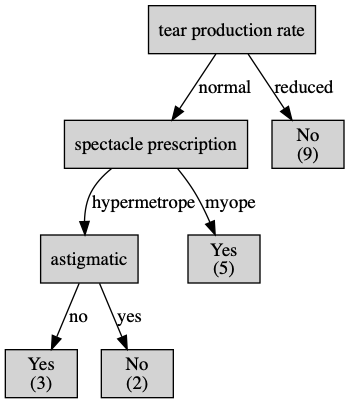 tear production rate
normal
reduced
spectacle prescription
No
(9)
hypermetrope
myope
astigmatic
Yes
(5)
no
yes
Yes
(3)
No
(2)